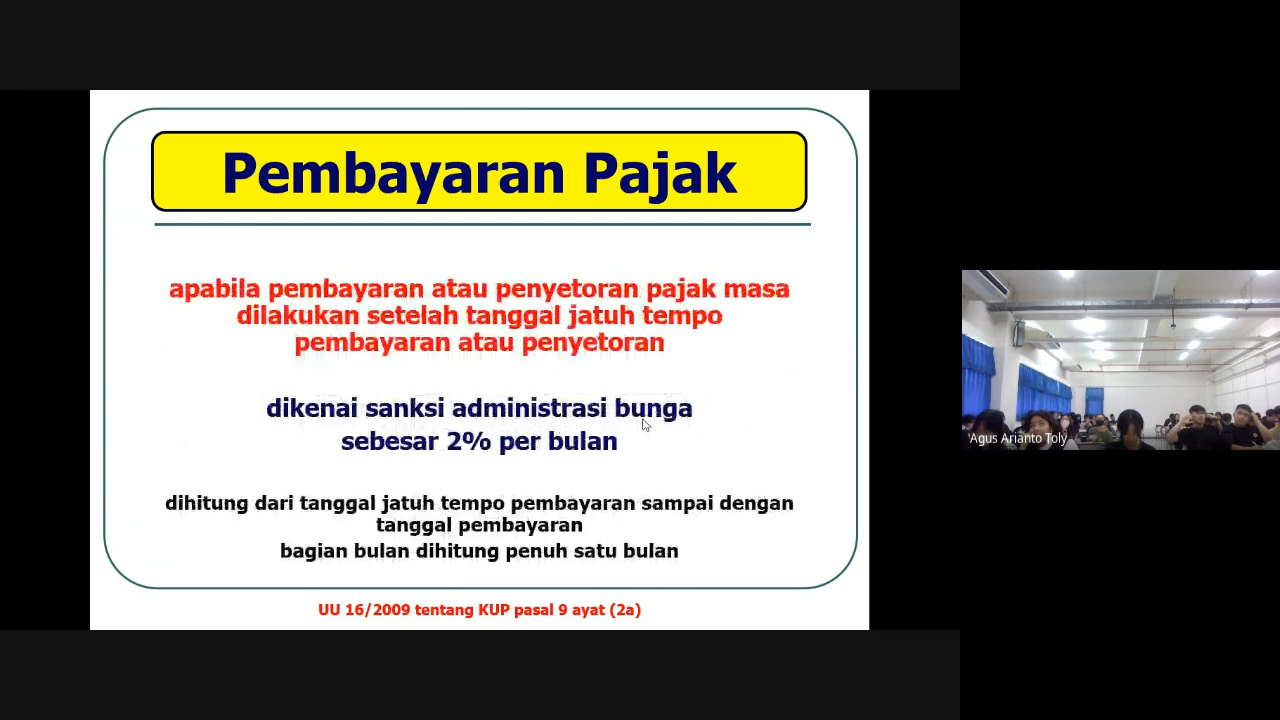 Pembayaran Pajak
apabila pembayaran atau penyetoran pajak masa
dilakukan setelah tanggal jatuh tempo
pembayaran atau penyetoran
dikenai sanksi administrasi bunga
sebesar 2% per bulan
dihitung dari tanggal jatuh tempo pembayaran sampai dengan
tanggal pembayaran
bagian bulan dihitung penuh satu bulan
UU 16/2009 tentang KUP pasal 9 ayat (2a)
Agus Arianto Toly